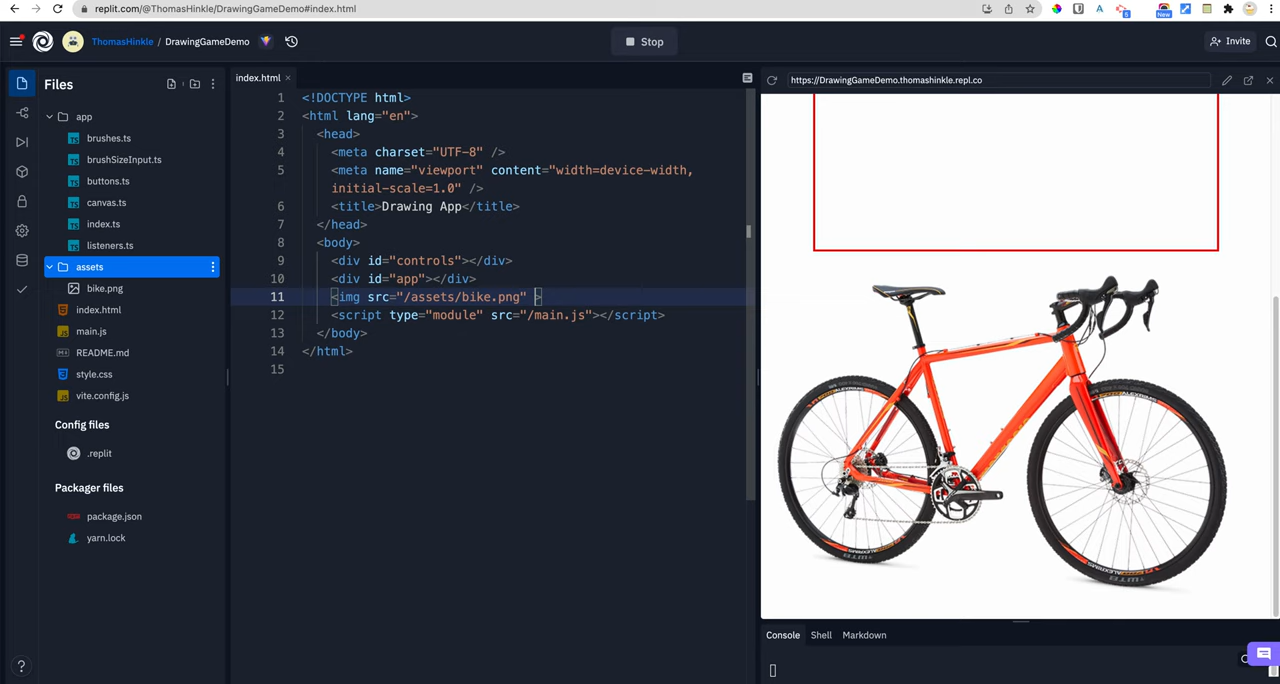 replit.com/@ThomasHinkle/DrawingGameDemo#index.html
New
5
ThomasHinkle / DrawingGameDemo
Stop
Invite
Files
app
brushes.ts
brushSizeInput.ts
buttons.ts
canvas.ts
index.ts
listeners.ts
assets
bike.png
index.html
main.js
README.md
style.css
vite.config.js
Config files
.replit
Packager files
package.json
yarn.lock
index.html
1 <!DOCTYPE html>
2 <html lang="en">
3 <head>
4 <meta charset="UTF-8" />
5 <meta name="viewport" content="width=device-width,
initial-scale=1.0" />
6 <title>Drawing App</title>
7 </head>
8 <body>
9 <div id="controls"></div>
10 <div id="app"></div>
11 <img src="/assets/bike.png" >
12 <script type="module" src="/main.js"></script>
13 </body>
14 </html>
15
https://DrawingGameDemo.thomashinkle.repl.co
WTB
WTB
Console Shell Markdown